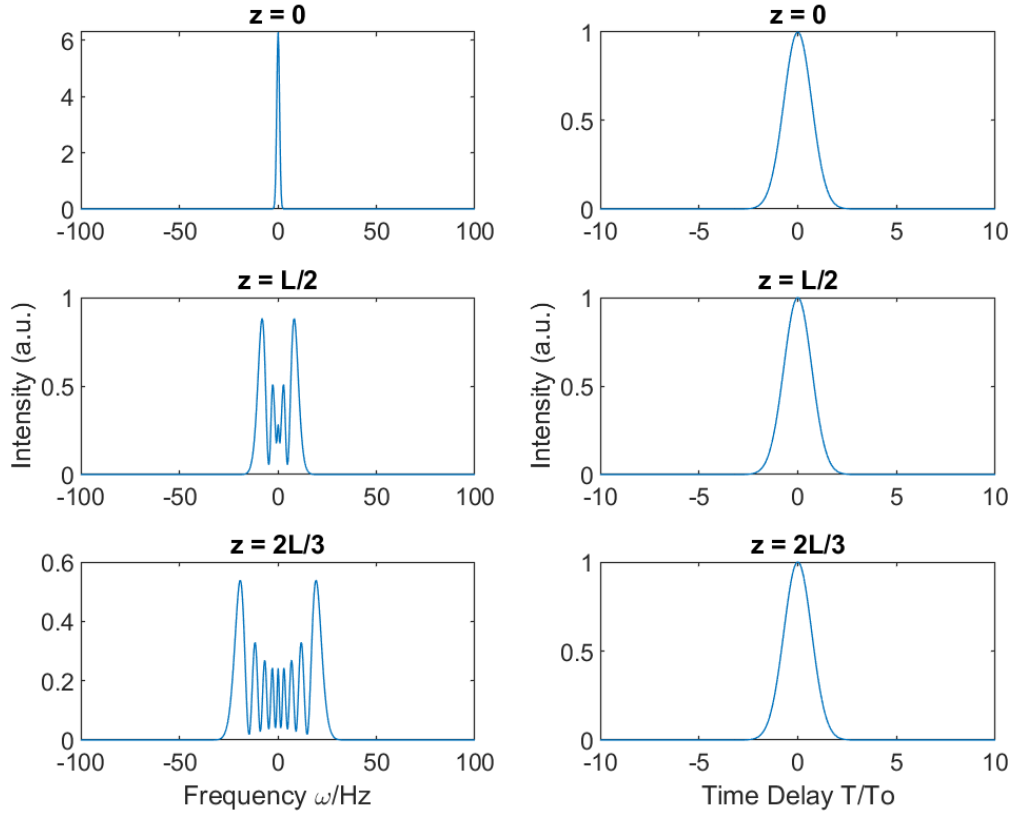 z = 0
6
4
2
0
-100 -50 0 50 100
z = 0
1
0.5
0
-10 -5 0 5 10
z = L/2
1
0.5
0
-100 -50 0 50 100
Intensity (a.u.)
z = L/2
1
0.5
0
-10 -5 0 5 10
Intensity (a.u.)
z = 2L/3
0.6
0.4
0.2
0
-100 -50 0 50 100
Frequency ω/Hz
z = 2L/3
1
0.5
0
-10 -5 0 5 10
Time Delay T/To